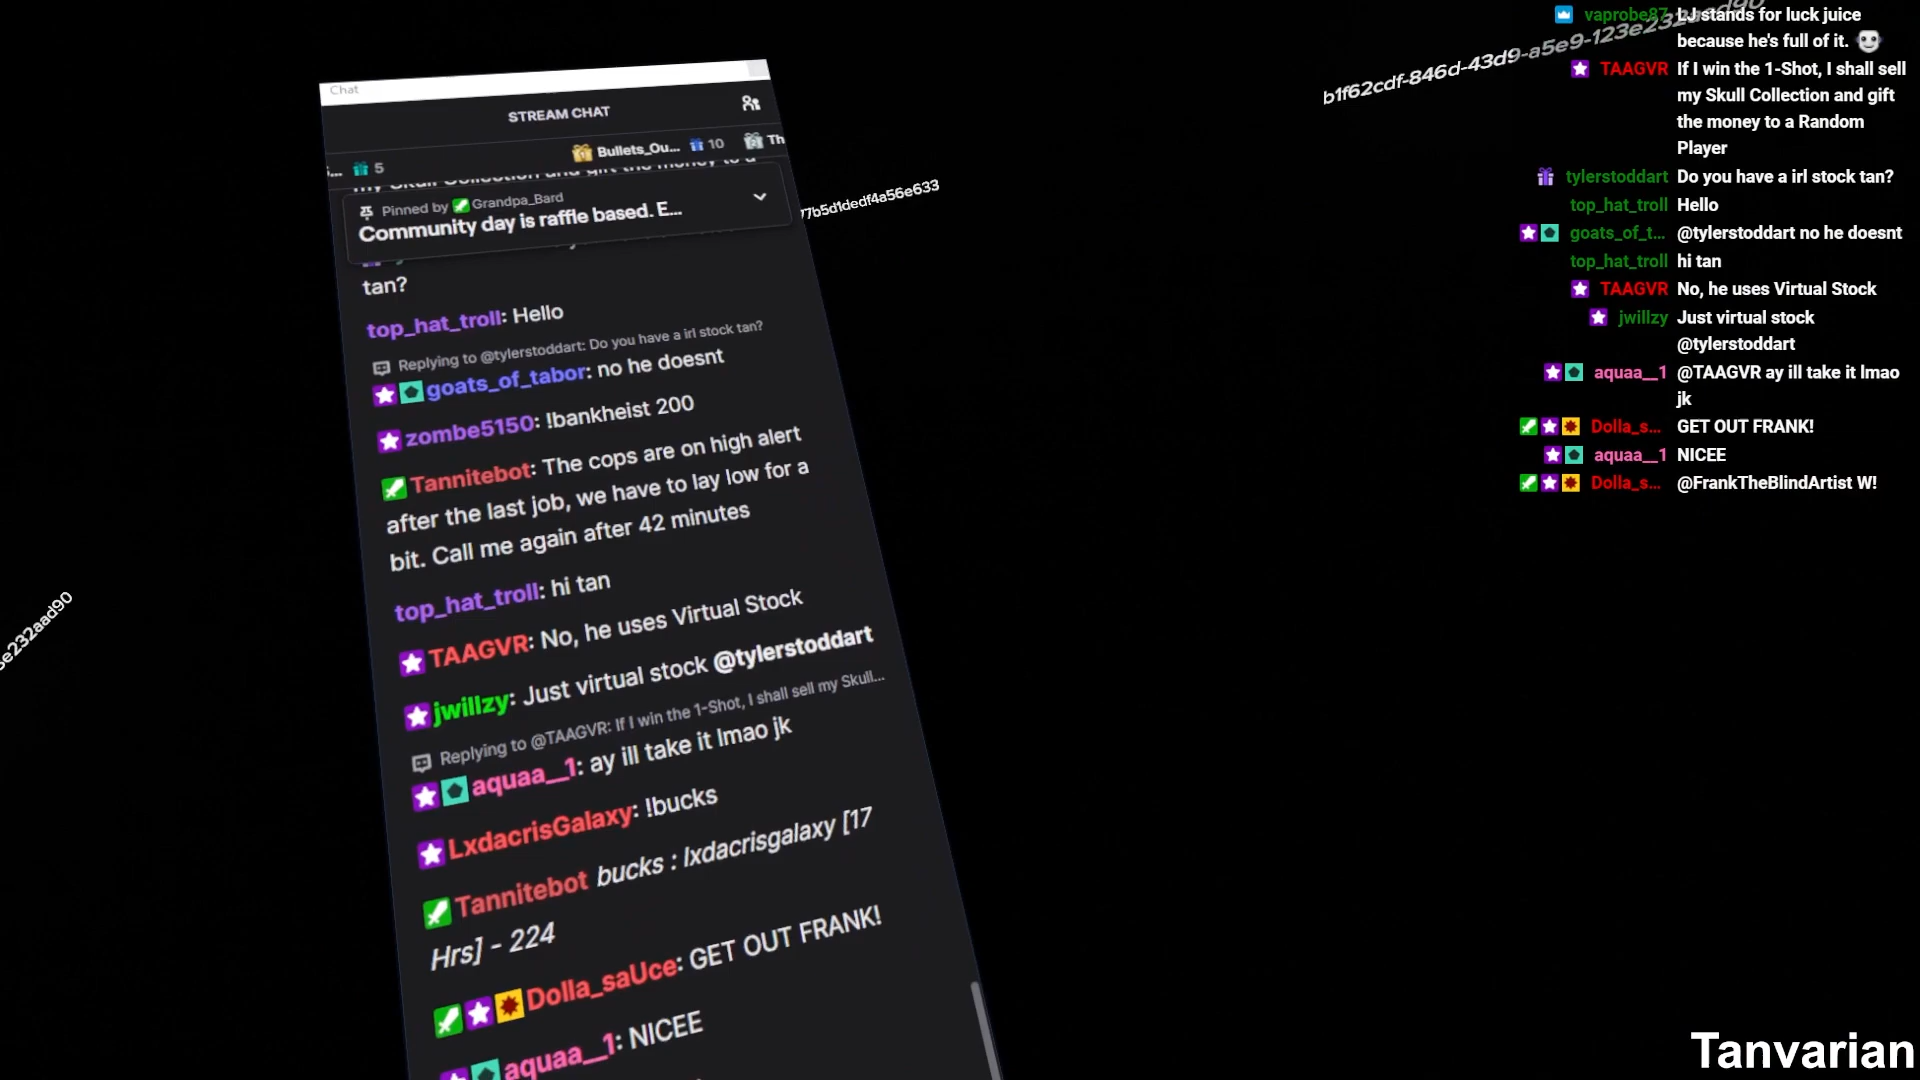 Chat
STREAM CHAT
5
Bullets_Ou... 10
Th
Pinned by Grandpa_Bard
Community day is raffle based. E...
tan?
top_hat_troll: Hello
Replying to @tylerstoddart: Do you have a irl stock tan?
goats_of_tabor: no he doesnt
zombe5150: !bankheist 200
Tannitebot: The cops are on high alert
after the last job, we have to lay low for a
bit. Call me again after 42 minutes
top_hat_troll: hi tan
TAAGVR: No, he uses Virtual Stock
jwillzy: Just virtual stock @tylerstoddart
Replying to @TAAGVR: If I win the 1-Shot, I shall sell my Skull...
aquaa__1: ay ill take it lmao jk
LxdacrisGalaxy: !bucks
Tannitebot bucks : lxdacrisgalaxy [17
Hrs] - 224
Dolla_saUce: GET OUT FRANK!
aquaa__1: NICEE
77b5d1dedf4a56e633
5e232aad90
b1f62cdf-846d-43d9-a5e9-123e232aad90
vaprobe87 LJ stands for luck juice
because he's full of it.
TAAGVR If I win the 1-Shot, I shall sell
my Skull Collection and gift
the money to a Random
Player
tylerstoddart Do you have a irl stock tan?
top_hat_troll Hello
goats_of_t... @tylerstoddart no he doesnt
top_hat_troll hi tan
TAAGVR No, he uses Virtual Stock
jwillzy Just virtual stock
@tylerstoddart
aquaa__1 @TAAGVR ay ill take it lmao
jk
Dolla_s... GET OUT FRANK!
aquaa__1 NICEE
Dolla_s... @FrankTheBlindArtist W!
Tanvarian